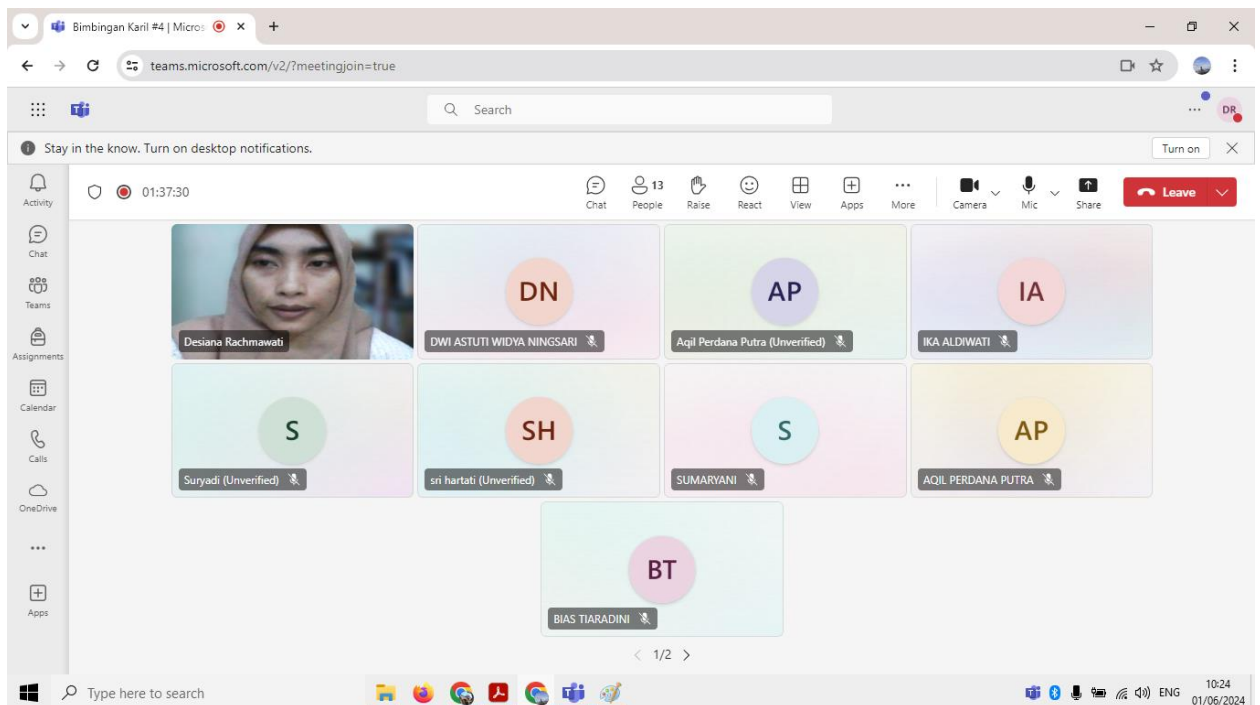 Bimbingan Karil #4 | Micros
teams.microsoft.com/v2/?meetingjoin=true
Search
DR
Stay in the know. Turn on desktop notifications.
Turn on
Activity
Chat
Teams
Assignments
Calendar
Calls
OneDrive
Apps
01:37:30
Chat
13
People
Raise
React
View
Apps
More
Camera
Mic
Share
Leave
Desiana Rachmawati
DN
DWI ASTUTI WIDYA NINGSARI
AP
Aqil Perdana Putra (Unverified)
IA
IKA ALDIWATI
S
Suryadi (Unverified)
SH
sri hartati (Unverified)
S
SUMARYANI
AP
AQIL PERDANA PUTRA
BT
BIAS TIARADINI
< 1/2 >
Type here to search
ENG
10:24
01/06/2024